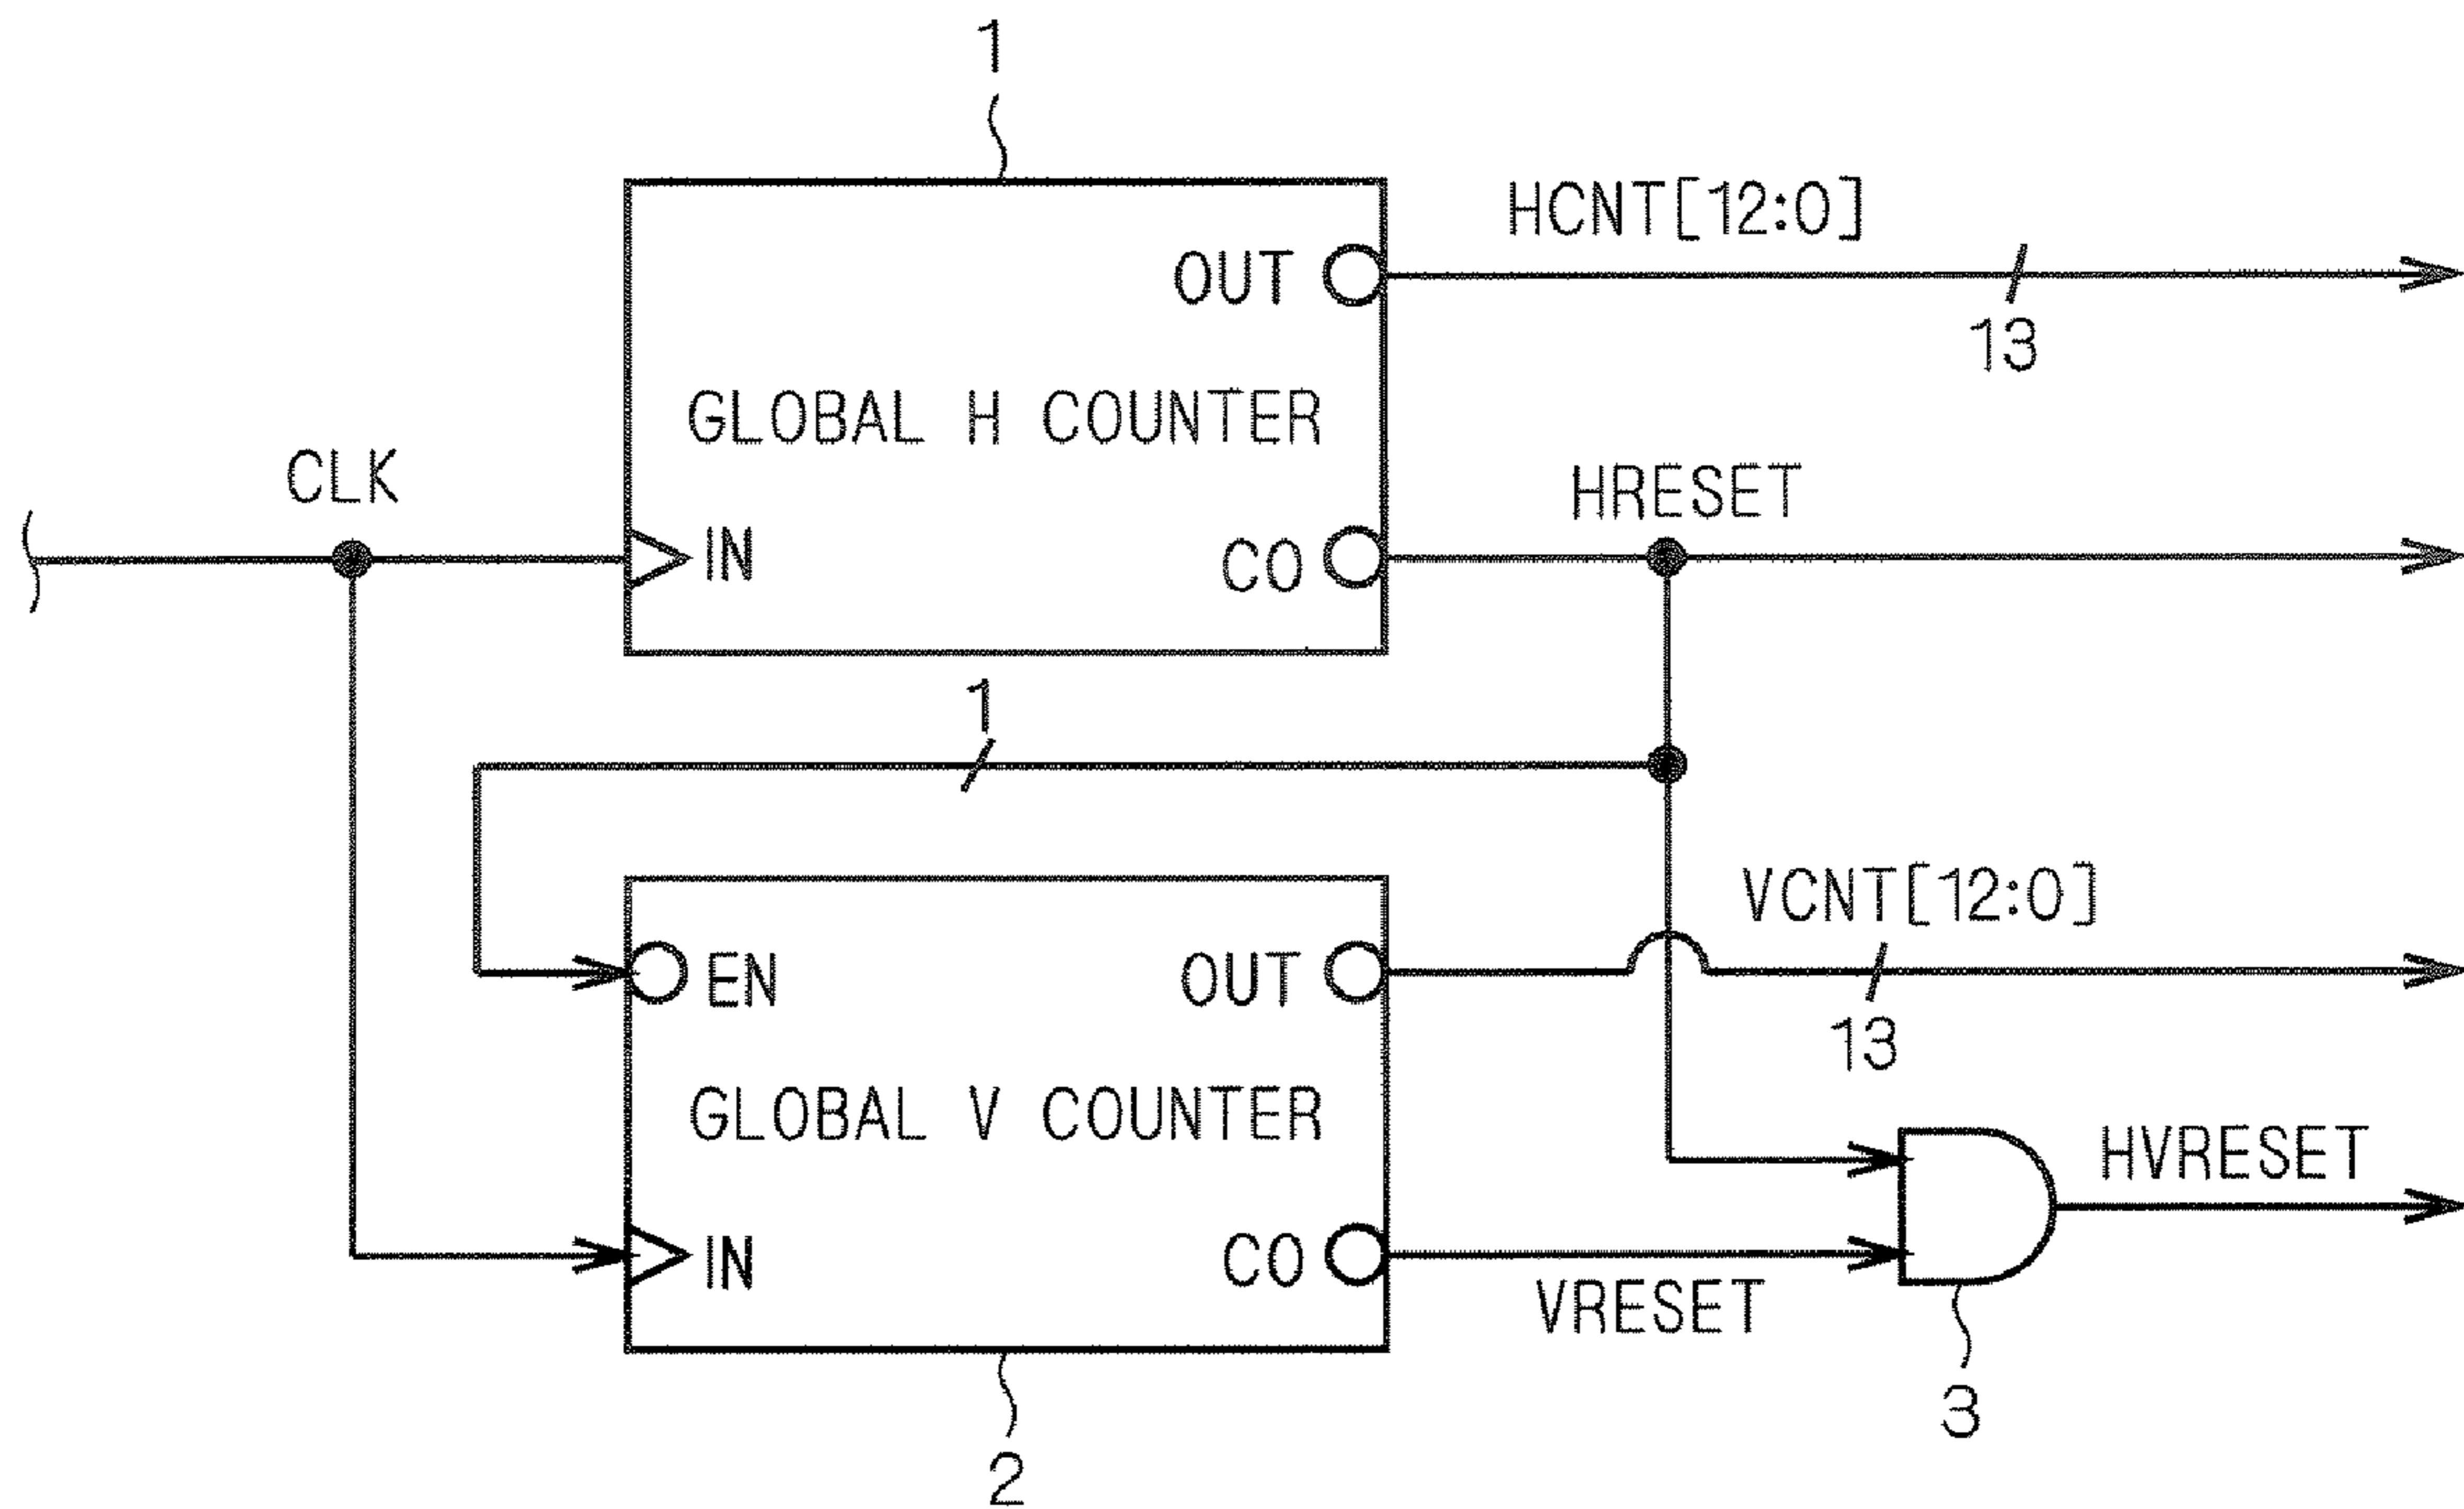 1
HCNT[12:0]
OUT
13
GLOBAL H COUNTER
CLK
HRESET
IN
CO
1
VCNT[12:0]
EN
OUT
13
GLOBAL V COUNTER
HVRESET
IN
CO
VRESET
3
2